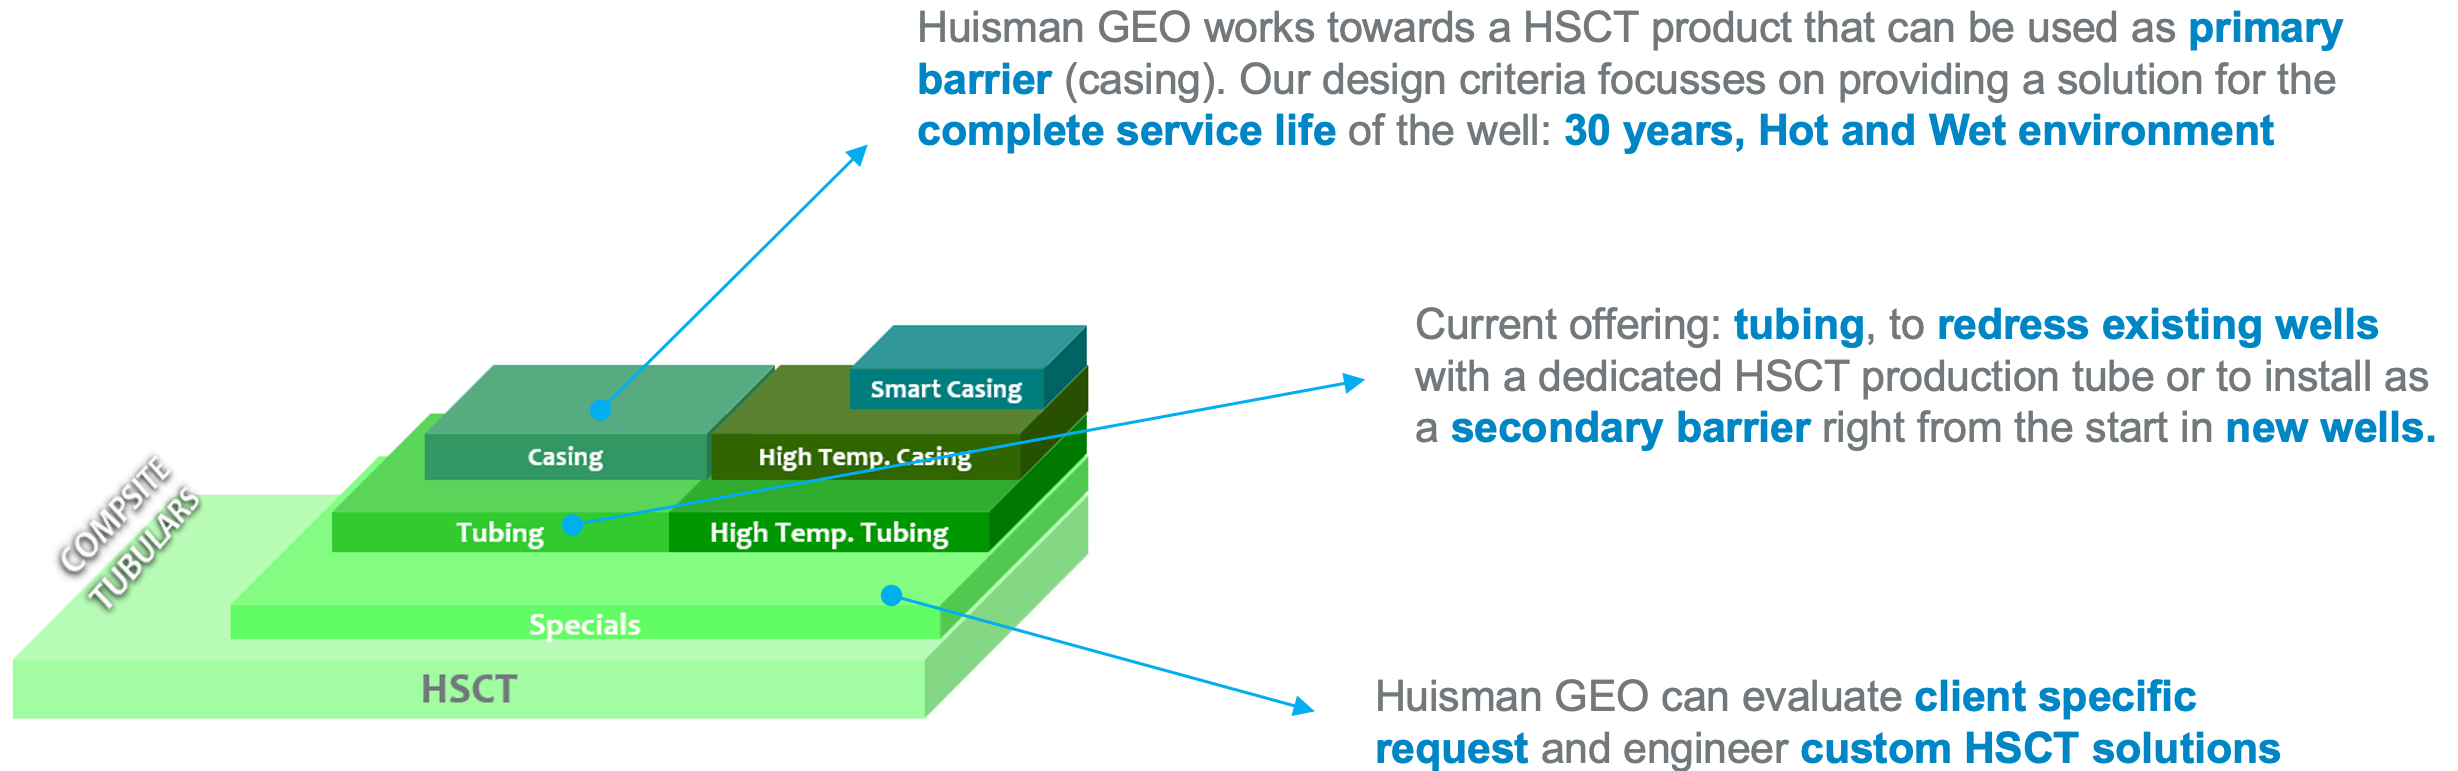 Huisman GEO works towards a HSCT product that can be used as primary
barrier (casing). Our design criteria focusses on providing a solution for the
complete service life of the well: 30 years, Hot and Wet environment
Current offering: tubing, to redress existing wells
with a dedicated HSCT production tube or to install as
a secondary barrier right from the start in new wells.
Smart Casing
Casing
High Temp. Casing
COMPSITE
TUBULARS
Tubing
High Temp. Tubing
Specials
HSCT
Huisman GEO can evaluate client specific
request and engineer custom HSCT solutions